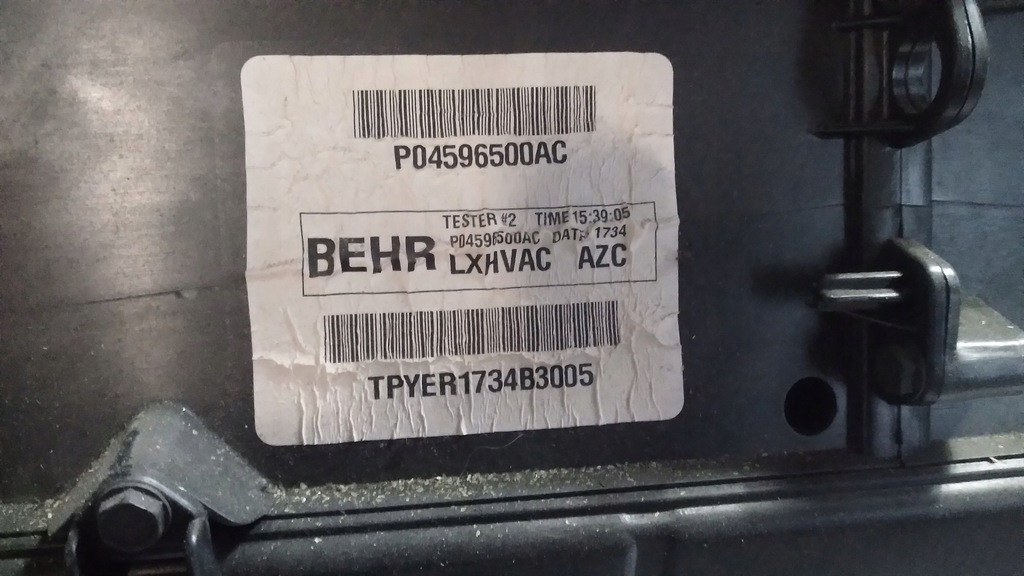 P04596500AC
TESTER #2 TIME 15:39:05
P04596500AC DATE 1734
BEHR LXHVAC AZC
TPYER1734B3005